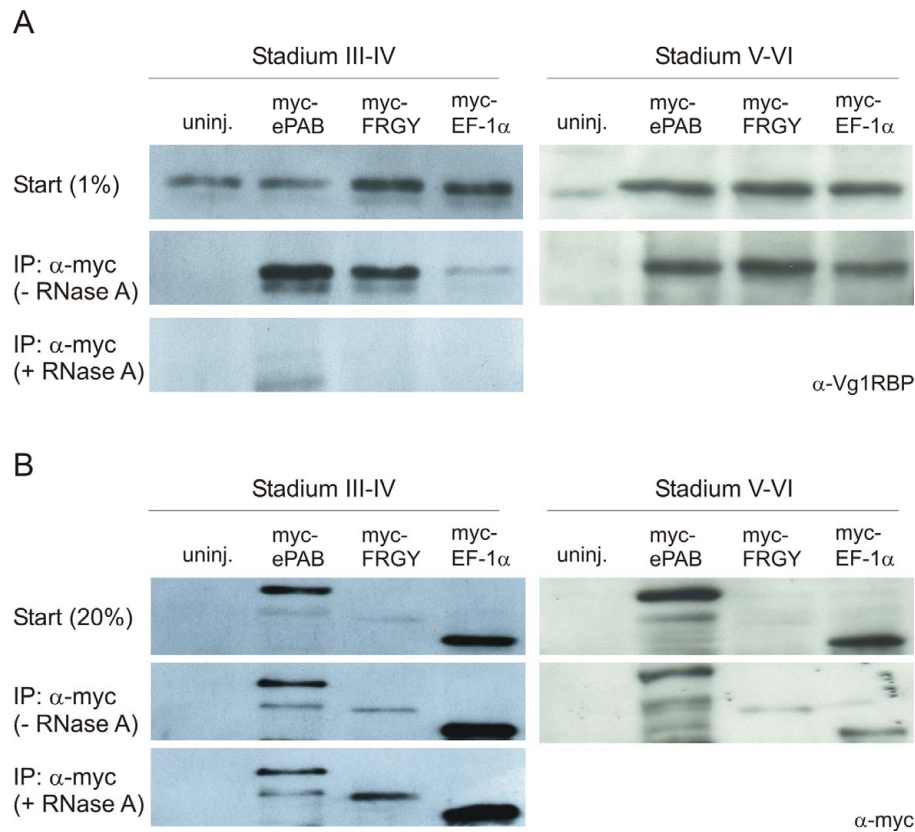 A
Stadium III-IV
Stadium V-VI
uninj.
myc-
ePAB
myc-
FRGY
myc-
EF-1α
uninj.
myc-
ePAB
myc-
FRGY
myc-
EF-1α
Start (1%)
IP: α-myc
(- RNase A)
IP: α-myc
(+ RNase A)
α-Vg1RBP
B
Stadium III-IV
Stadium V-VI
uninj.
myc-
ePAB
myc-
FRGY
myc-
EF-1α
uninj.
myc-
ePAB
myc-
FRGY
myc-
EF-1α
Start (20%)
IP: α-myc
(- RNase A)
IP: α-myc
(+ RNase A)
α-myc